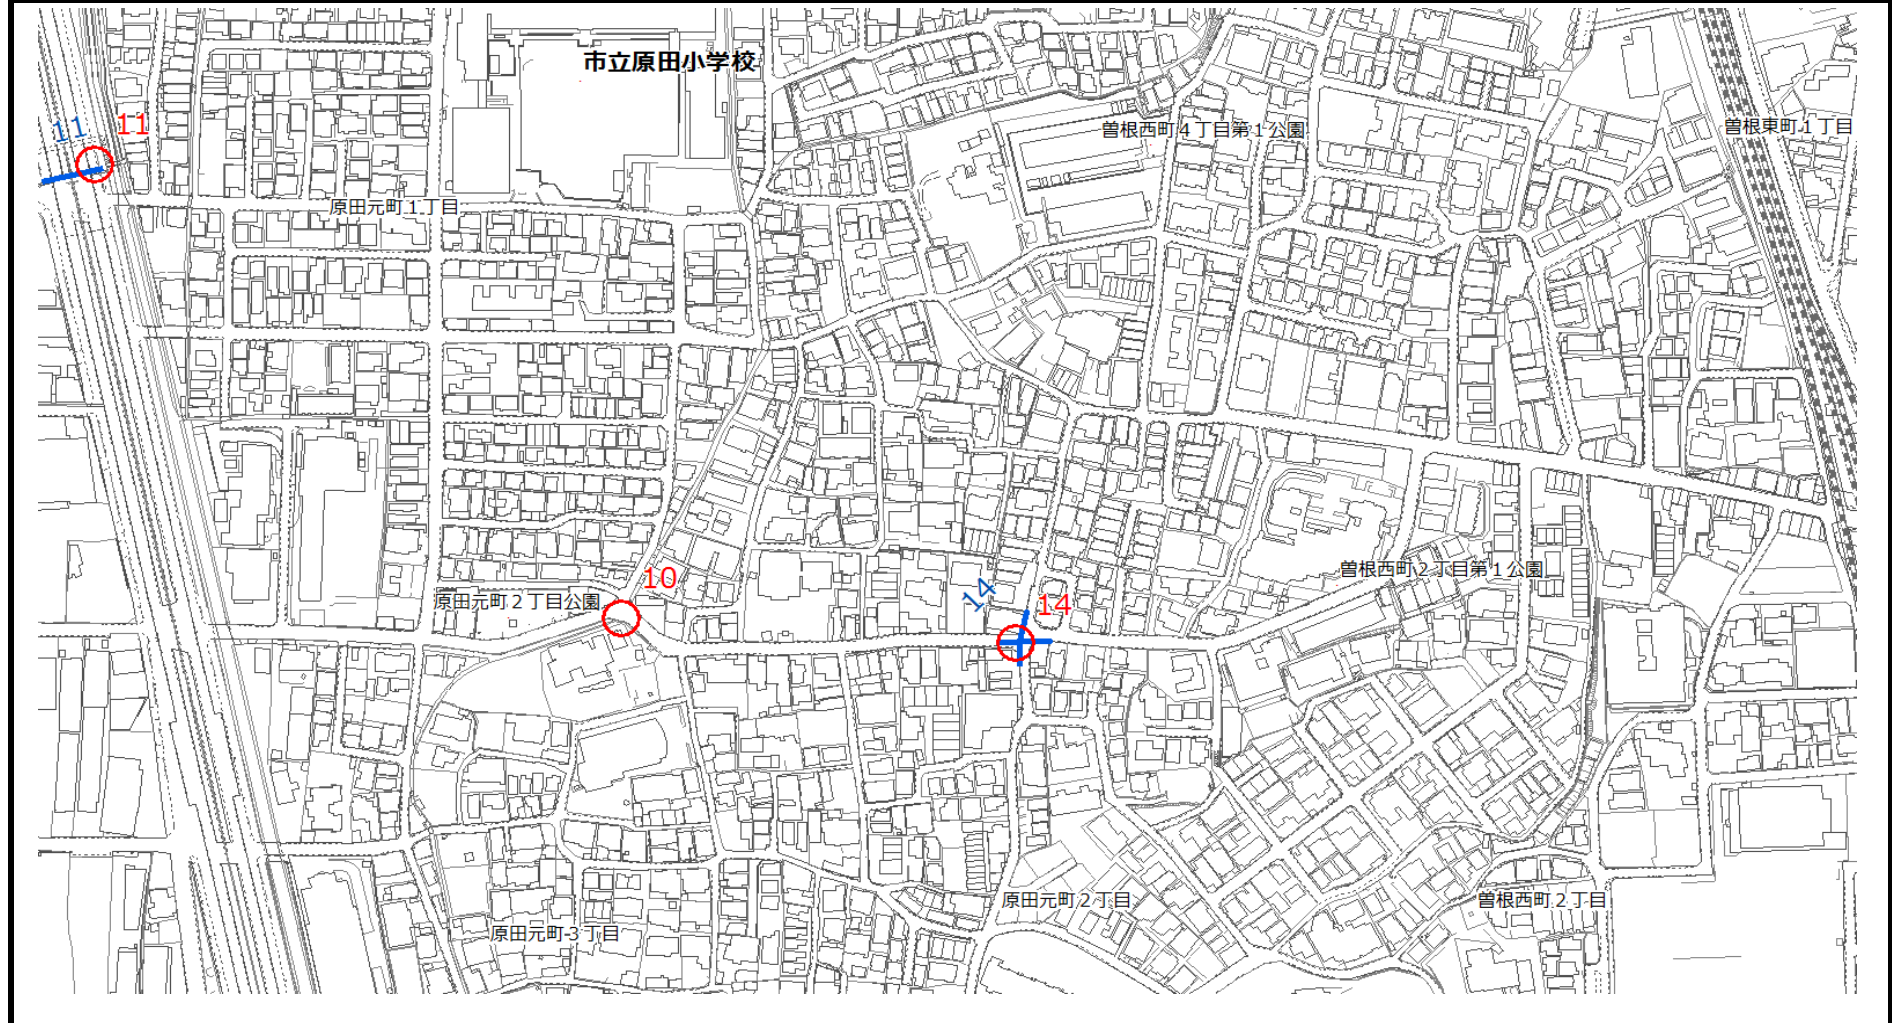 市立原田小学校
11
11
曽根西町４丁目第１公園
曽根東町１丁目
原田元町１丁目
10
原田元町２丁目公園
14
14
曽根西町２丁目第１公園
原田元町２丁目
曽根西町２丁目
原田元町３丁目